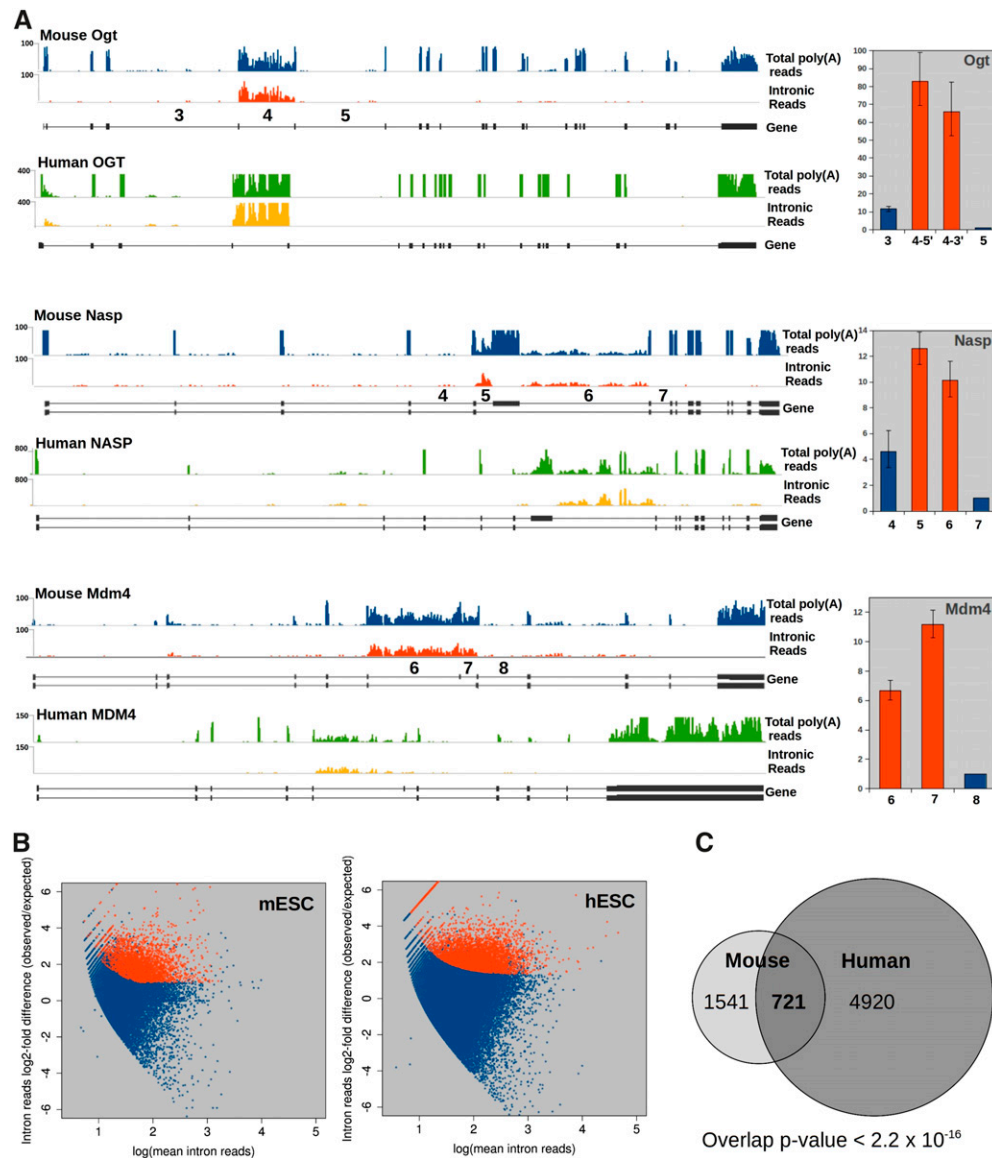 A
Mouse Ogt
100
Total poly(A)
reads
100
Intronic
Reads
3 4 5
Gene
Human OGT
400
Total poly(A)
reads
400
Intronic
Reads
Gene
Ogt
100
90
80
70
60
50
40
30
20
10
0
3 4-5' 4-3' 5
Mouse Nasp
100
Total poly(A)
reads
100
Intronic
Reads
4 5 6 7
Gene
Human NASP
800
Total poly(A)
reads
800
Intronic
Reads
Gene
Nasp
14
12
10
8
6
4
2
0
4 5 6 7
Mouse Mdm4
100
Total poly(A)
reads
100
Intronic
Reads
6 7 8
Gene
Human MDM4
150
Total poly(A)
reads
150
Intronic
Reads
Gene
Mdm4
12
10
8
6
4
2
0
6 7 8
B
Intron reads log2-fold difference (observed/expected)
mESC
6
4
2
0
-2
-4
-6
1 2 3 4 5
log(mean intron reads)
Intron reads log2-fold difference (observed/expected)
hESC
6
4
2
0
-2
-4
-6
1 2 3 4 5
log(mean intron reads)
C
Mouse Human
1541 721 4920
Overlap p-value < 2.2 x 10⁻¹⁶